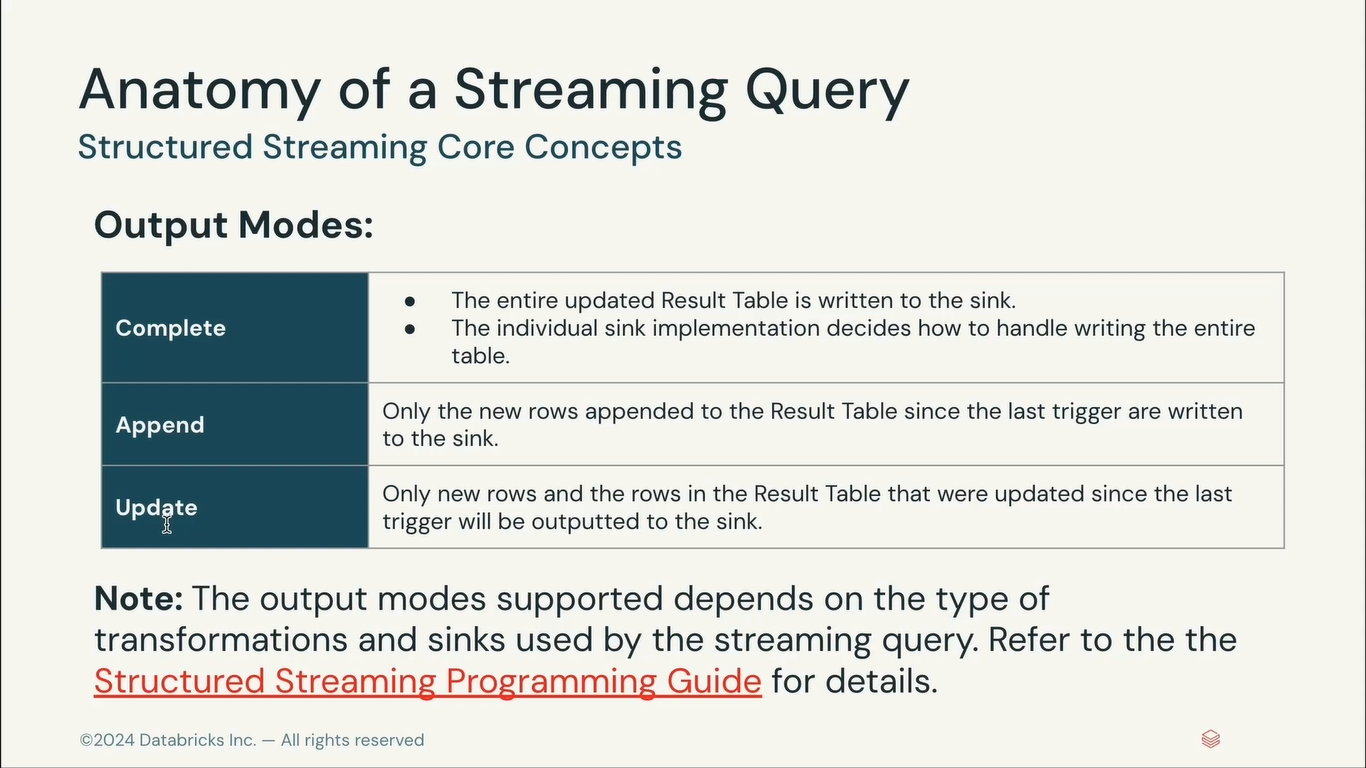 Anatomy of a Streaming Query
Structured Streaming Core Concepts
Output Modes:
Complete
● The entire updated Result Table is written to the sink.
● The individual sink implementation decides how to handle writing the entire
table.
Append
Only the new rows appended to the Result Table since the last trigger are written
to the sink.
Update
Only new rows and the rows in the Result Table that were updated since the last
trigger will be outputted to the sink.
Note: The output modes supported depends on the type of
transformations and sinks used by the streaming query. Refer to the the
Structured Streaming Programming Guide for details.
©2024 Databricks Inc. — All rights reserved